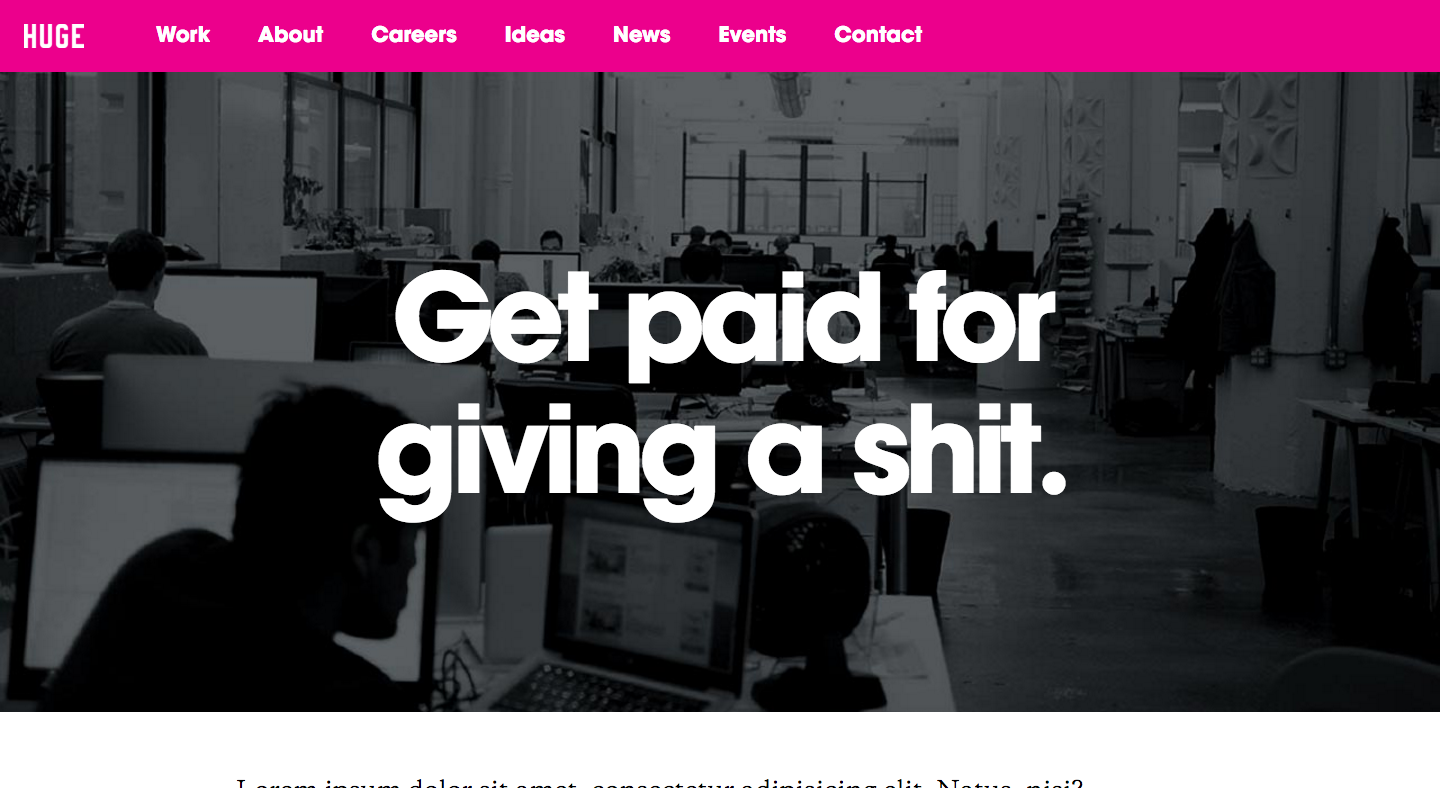 HUGE Work About Careers Ideas News Events Contact
Get paid for
giving a shit.
Lorem ipsum dolor sit amet, consectetur adipisicing elit. Natus, nisi?